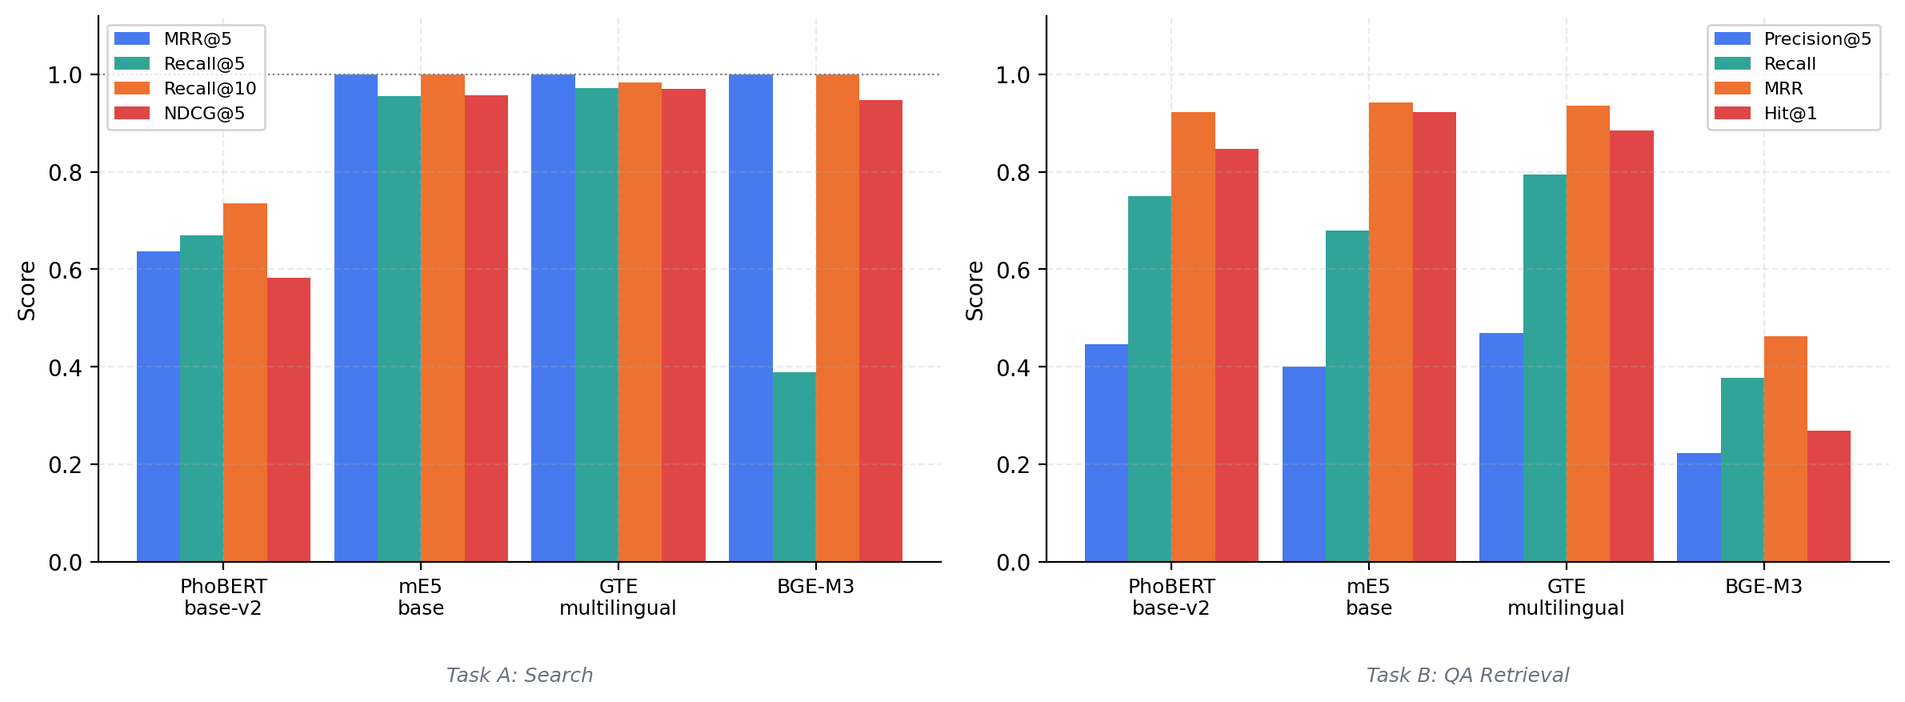 MRR@5
Recall@5
Recall@10
NDCG@5
Score
1.0
0.8
0.6
0.4
0.2
0.0
PhoBERT
base-v2
mE5
base
GTE
multilingual
BGE-M3
Task A: Search
Precision@5
Recall
MRR
Hit@1
Score
1.0
0.8
0.6
0.4
0.2
0.0
PhoBERT
base-v2
mE5
base
GTE
multilingual
BGE-M3
Task B: QA Retrieval